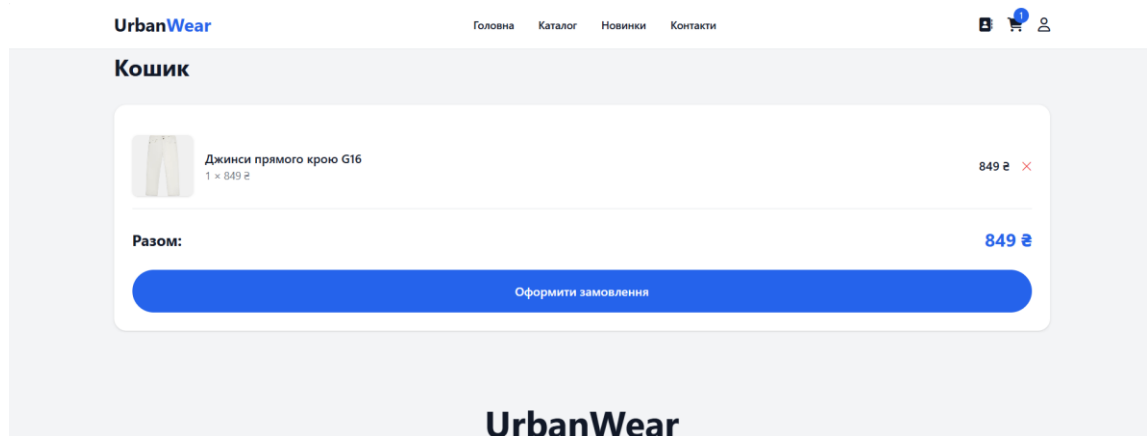 UrbanWear
Головна Каталог Новинки Контакти
1
Кошик
Джинси прямого крою G16
1 × 849 ₴
849 ₴ ×
Разом:
849 ₴
Оформити замовлення
UrbanWear